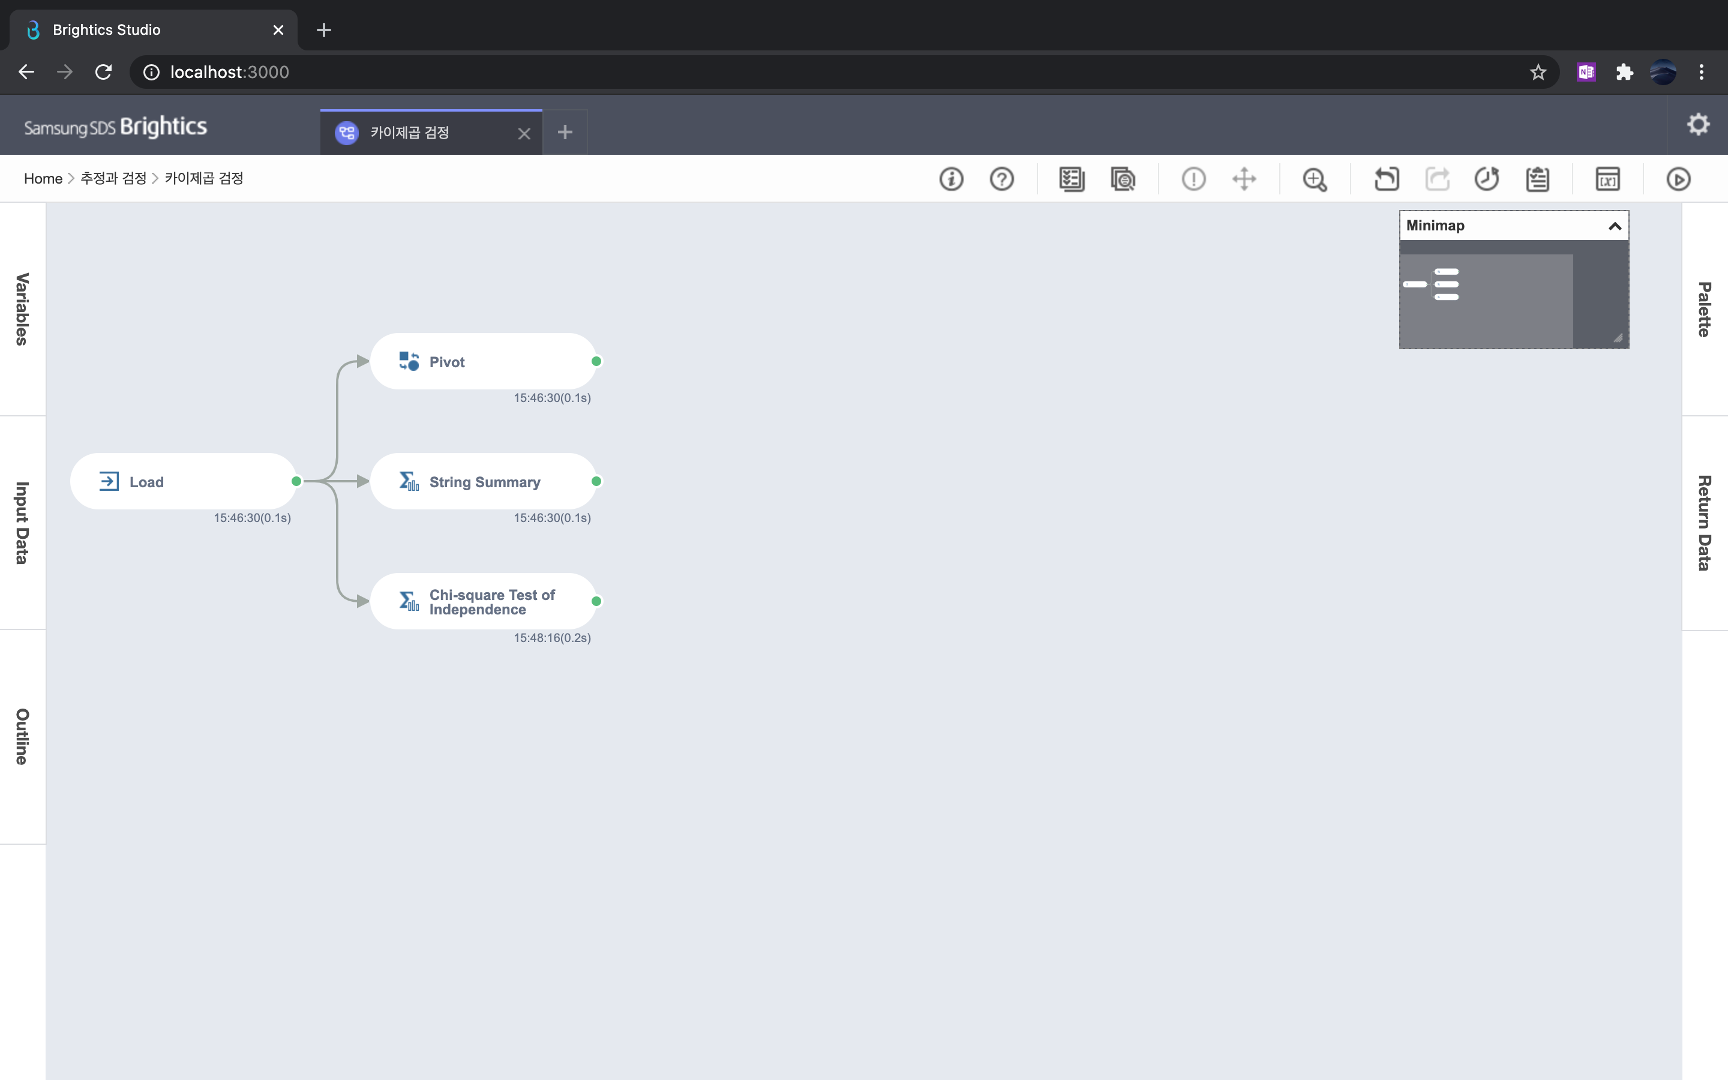 Brightics Studio
localhost:3000
Samsung SDS Brightics
카이제곱 검정
Home > 추정과 검정 > 카이제곱 검정
Minimap
Variables
Input Data
Outline
Palette
Return Data
Pivot
15:46:30(0.1s)
Load
15:46:30(0.1s)
String Summary
15:46:30(0.1s)
Chi-square Test of
Independence
15:48:16(0.2s)